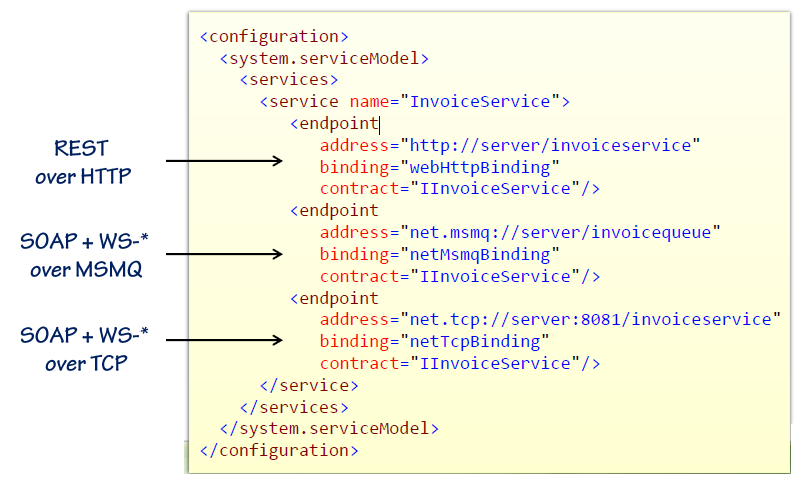 <configuration>
<system.serviceModel>
<services>
<service name="InvoiceService">
<endpoint
REST
over HTTP
address="http://server/invoiceservice"
binding="webHttpBinding"
contract="IInvoiceService"/>
<endpoint
SOAP + WS-*
over MSMQ
address="net.msmq://server/invoicequeue"
binding="netMsmqBinding"
contract="IInvoiceService"/>
<endpoint
SOAP + WS-*
over TCP
address="net.tcp://server:8081/invoiceservice"
binding="netTcpBinding"
contract="IInvoiceService"/>
</service>
</services>
</system.serviceModel>
</configuration>